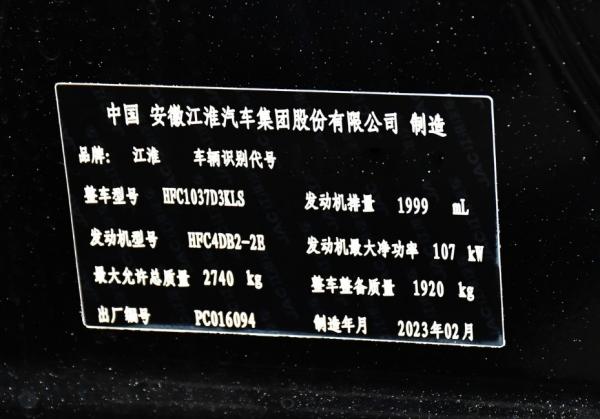 中国 安徽江淮汽车集团股份有限公司 制造
品牌: 江淮 车辆识别代号
整车型号 HFC1037D3KLS 发动机排量 1999 mL
发动机型号 HFC4DB2-2E 发动机最大净功率 107 kW
最大允许总质量 2740 kg 整车整备质量 1920 kg
出厂编号 PC016094 制造年月 2023年02月